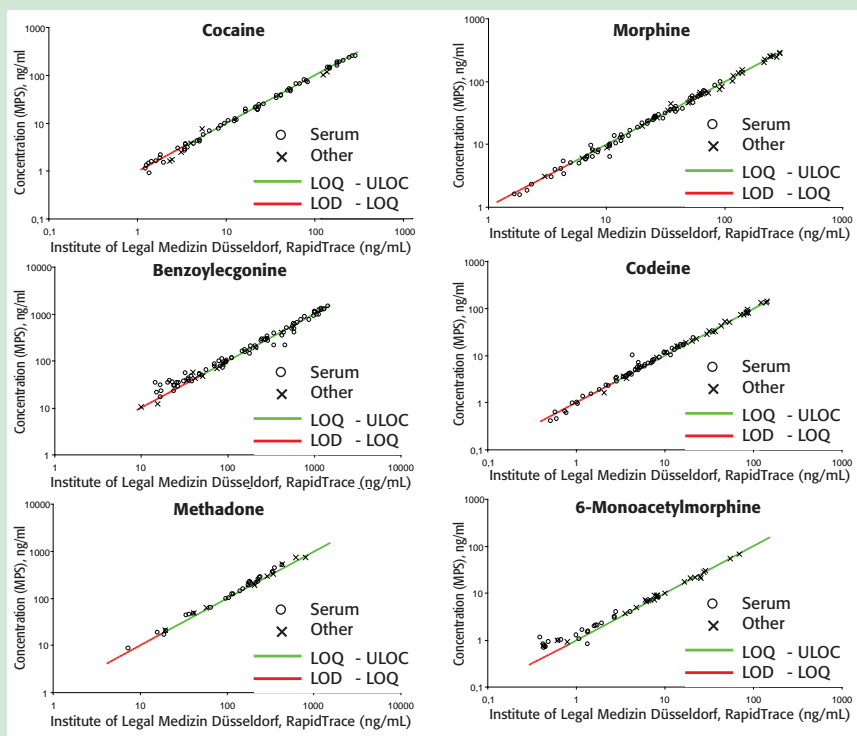 Cocaine
Concentration (MPS), ng/ml
1000
100
10
1
0,1
0,1 1 10 100 1000
Serum
Other
LOQ - ULOC
LOD - LOQ
Institute of Legal Medizin Düsseldorf, RapidTrace (ng/mL)
Morphine
Concentration (MPS), ng/ml
1000
100
10
1
1 10 100 1000
Serum
Other
LOQ - ULOC
LOD - LOQ
Institute of Legal Medizin Düsseldorf, RapidTrace (ng/mL)
Benzoylecgonine
Concentration (MPS), ng/ml
10000
1000
100
10
1
1 10 100 1000 10000
Serum
Other
LOQ - ULOC
LOD - LOQ
Institute of Legal Medizin Düsseldorf, RapidTrace (ng/mL)
Codeine
Concentration (MPS), ng/ml
1000
100
10
1
0,1
0,1 1 10 100 1000
Serum
Other
LOQ - ULOC
LOD - LOQ
Institute of Legal Medizin Düsseldorf, RapidTrace (ng/mL)
Methadone
Concentration (MPS), ng/ml
10000
1000
100
10
1
1 10 100 1000 10000
Serum
Other
LOQ - ULOC
LOD - LOQ
Institute of Legal Medizin Düsseldorf, RapidTrace (ng/mL)
6-Monoacetylmorphine
Concentration (MPS), ng/ml
1000
100
10
1
0,1
0,1 1 10 100 1000
Serum
Other
LOQ - ULOC
LOD - LOQ
Institute of Legal Medizin Düsseldorf, RapidTrace (ng/mL)